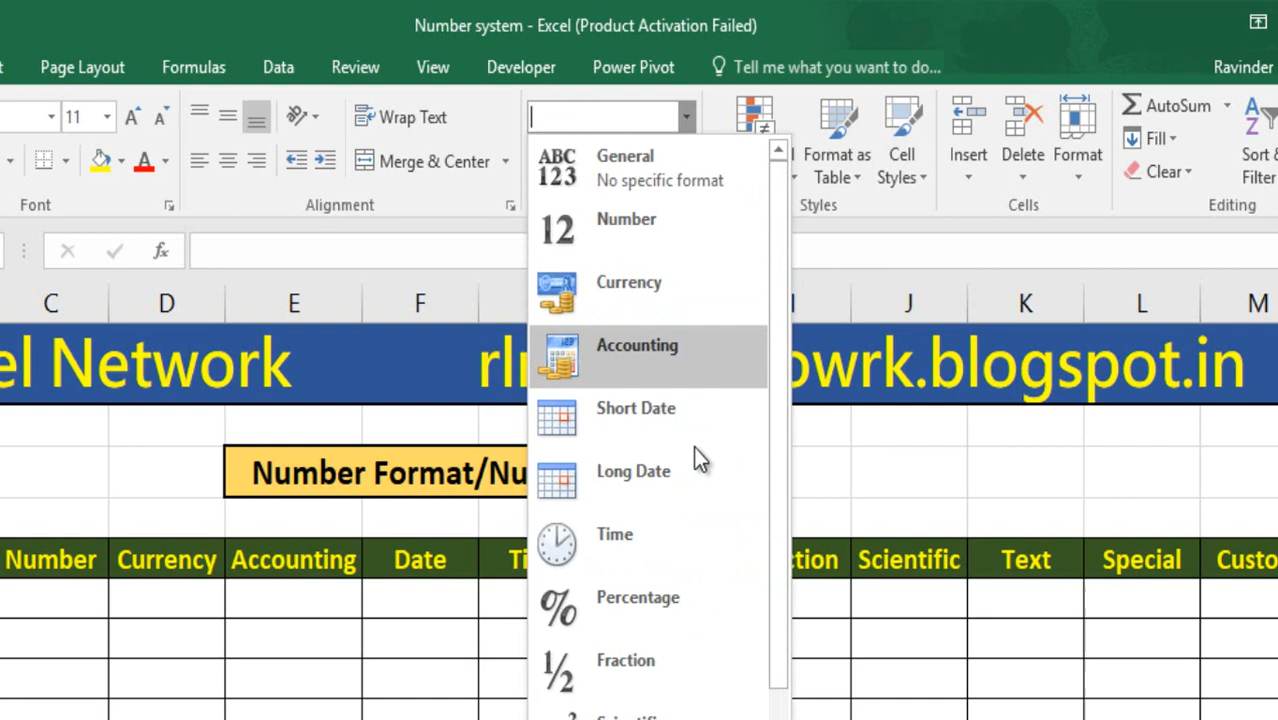 Number system - Excel (Product Activation Failed)
Page Layout Formulas Data Review View Developer Power Pivot Tell me what you want to do... Ravinder
11 A A Wrap Text AutoSum
Merge & Center Format as Table Cell Styles Insert Delete Format Fill Clear Sort & Filter
Font Alignment Styles Cells Editing
fx
C D E F J K L M
el Network rl owrk.blogspot.in
Number Format/Nu
Number Currency Accounting Date Ti tion Scientific Text Special Custo
ABC 123 General
No specific format
12 Number
Currency
Accounting
Short Date
Long Date
Time
% Percentage
1/2 Fraction